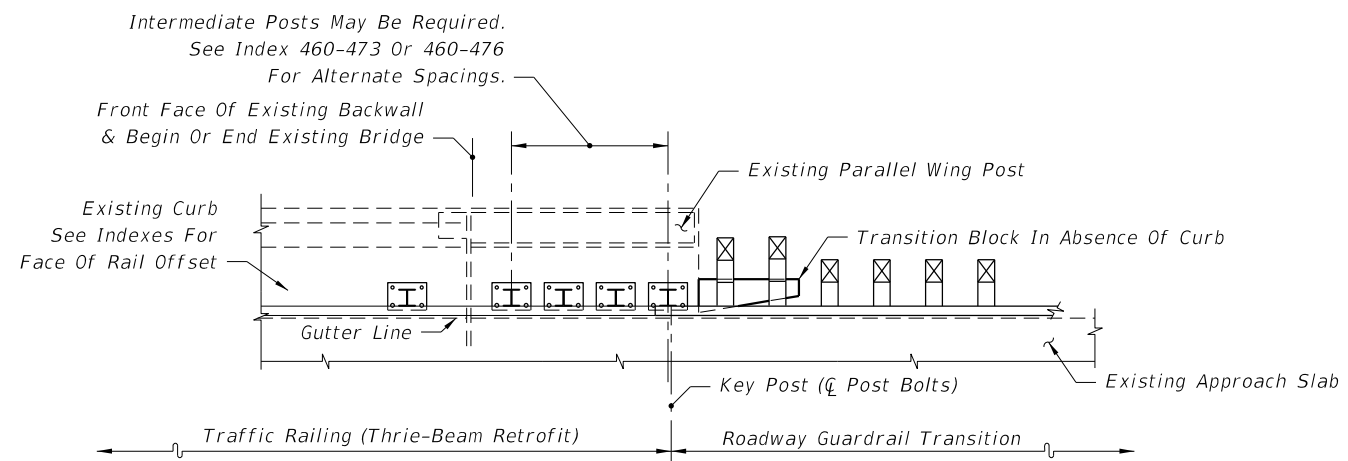 Intermediate Posts May Be Required.
See Index 460-473 Or 460-476
For Alternate Spacings.
Front Face Of Existing Backwall
& Begin Or End Existing Bridge
Existing Parallel Wing Post
Existing Curb
See Indexes For
Face Of Rail Offset
Transition Block In Absence Of Curb
Gutter Line
Key Post (℄ Post Bolts)
Existing Approach Slab
Traffic Railing (Thrie-Beam Retrofit)
Roadway Guardrail Transition